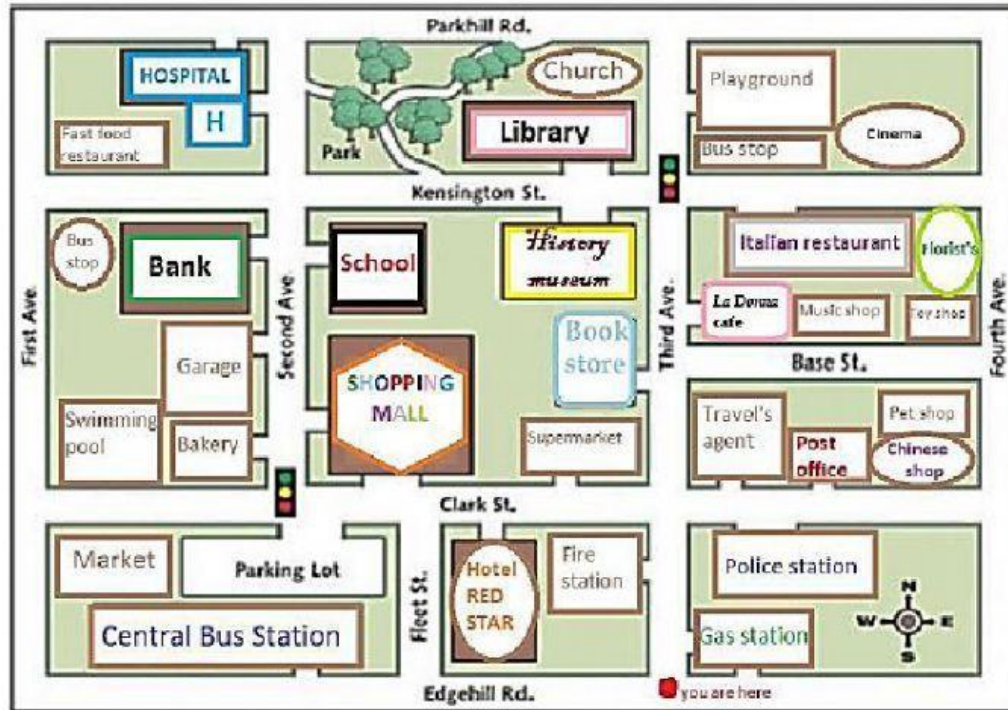 Parkhill Rd.
HOSPITAL
H
Fast food
restaurant
Park
Church
Library
Playground
Bus stop
Cinema
Kensington St.
First Ave.
Bus
stop
Bank
Garage
Swimming
pool
Bakery
Second Ave.
School
History
museum
SHOPPING
MALL
Book
store
Supermarket
Third Ave.
Italian restaurant
Florist's
La Donna
cafe
Music shop
Toy shop
Fourth Ave.
Base St.
Travel's
agent
Post
office
Pet shop
Chinese
shop
Clark St.
Market
Parking Lot
Central Bus Station
Fleet St.
Hotel
RED
STAR
Fire
station
Police station
Gas station
N
W
E
S
Edgehill Rd.
you are here